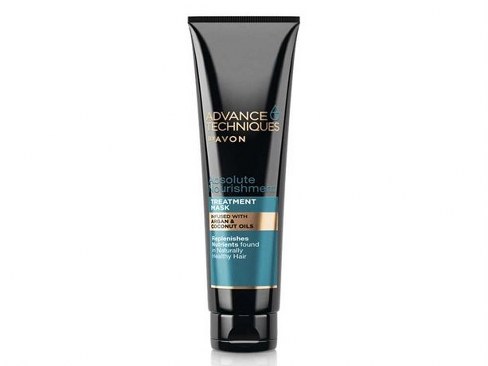 ADVANCE
TECHNIQUES
AVON
Absolute
Nourishment
TREATMENT
MASK
INFUSED WITH
ARGAN &
COCONUT OILS
Replenishes
Nutrients found
in Naturally
Healthy Hair